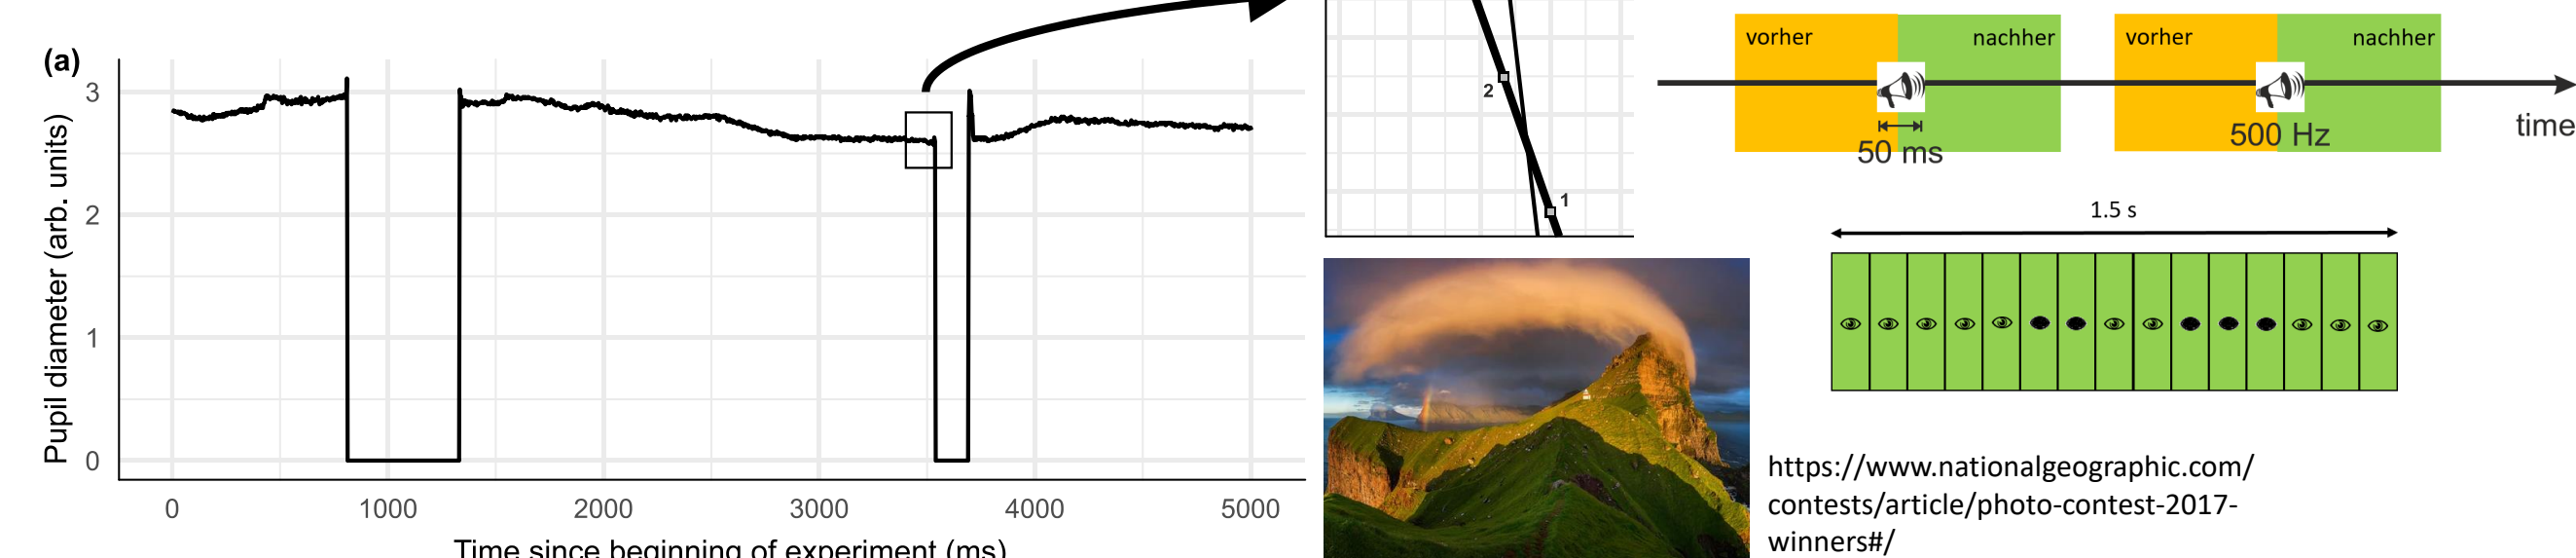 (a)
Pupil diameter (arb. units)
3
2
1
0
0 1000 2000 3000 4000 5000
Time since beginning of experiment (ms)
2
1
vorher nachher vorher nachher
50 ms
500 Hz
time
1.5 s
https://www.nationalgeographic.com/
contests/article/photo-contest-2017-
winners#/